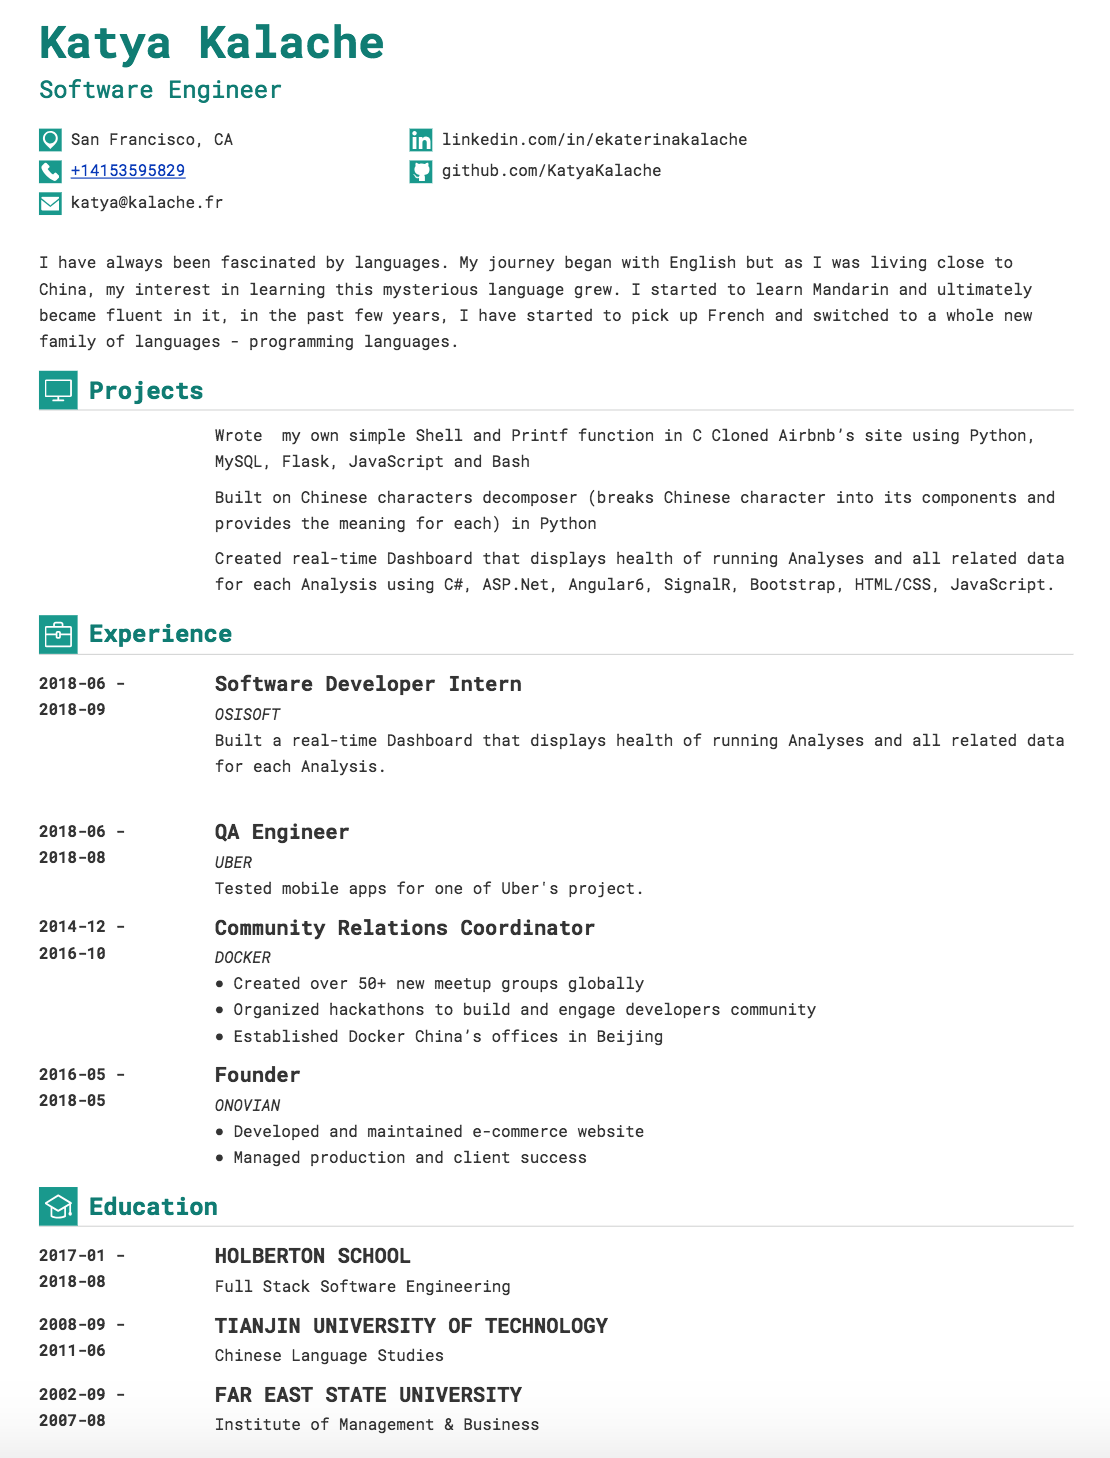 Katya Kalache
Software Engineer
San Francisco, CA
+14153595829
katya@kalache.fr
linkedin.com/in/ekaterinakalache
github.com/KatyaKalache
I have always been fascinated by languages. My journey began with English but as I was living close to
China, my interest in learning this mysterious language grew. I started to learn Mandarin and ultimately
became fluent in it, in the past few years, I have started to pick up French and switched to a whole new
family of languages - programming languages.
Projects
Wrote  my own simple Shell and Printf function in C Cloned Airbnb’s site using Python,
MySQL, Flask, JavaScript and Bash
Built on Chinese characters decomposer (breaks Chinese character into its components and
provides the meaning for each) in Python
Created real-time Dashboard that displays health of running Analyses and all related data
for each Analysis using C#, ASP.Net, Angular6, SignalR, Bootstrap, HTML/CSS, JavaScript.
Experience
2018-06 -
2018-09
Software Developer Intern
OSISOFT
Built a real-time Dashboard that displays health of running Analyses and all related data
for each Analysis.
2018-06 -
2018-08
QA Engineer
UBER
Tested mobile apps for one of Uber's project.
2014-12 -
2016-10
Community Relations Coordinator
DOCKER
● Created over 50+ new meetup groups globally
● Organized hackathons to build and engage developers community
● Established Docker China’s offices in Beijing
2016-05 -
2018-05
Founder
ONOVIAN
● Developed and maintained e-commerce website
● Managed production and client success
Education
2017-01 -
2018-08
HOLBERTON SCHOOL
Full Stack Software Engineering
2008-09 -
2011-06
TIANJIN UNIVERSITY OF TECHNOLOGY
Chinese Language Studies
2002-09 -
2007-08
FAR EAST STATE UNIVERSITY
Institute of Management & Business